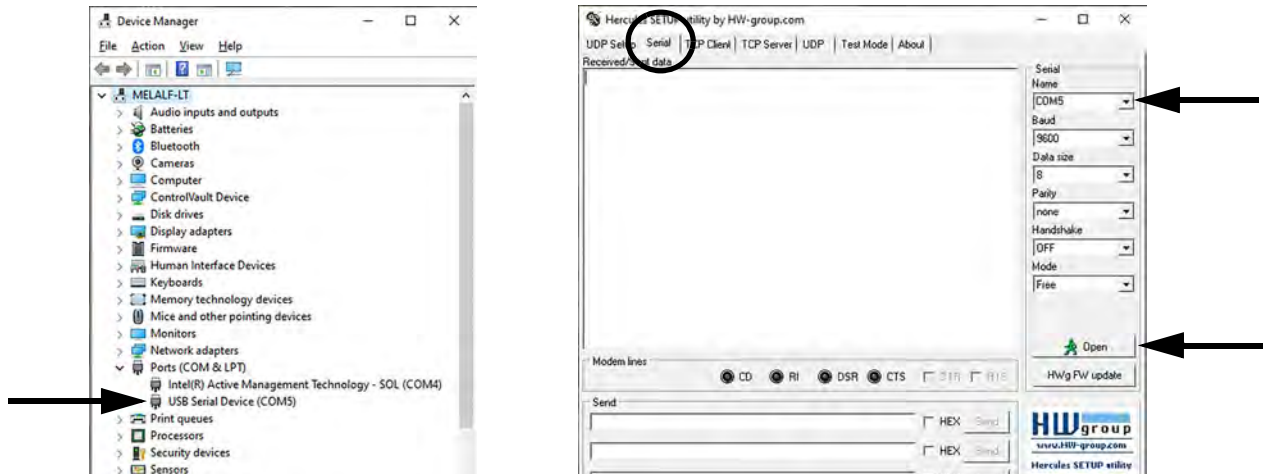 Device Manager
File Action View Help
MELALF-LT
Audio inputs and outputs
Batteries
Bluetooth
Cameras
Computer
ControlVault Device
Disk drives
Display adapters
Firmware
Human Interface Devices
Keyboards
Memory technology devices
Mice and other pointing devices
Monitors
Network adapters
Ports (COM & LPT)
Intel(R) Active Management Technology - SOL (COM4)
USB Serial Device (COM5)
Print queues
Processors
Security devices
Sensors
Hercules SETUP utility by HW-group.com
UDP Setup Serial TCP Client TCP Server UDP Test Mode About
Received/Sent data
Serial
Name
COM5
Baud
9600
Data size
8
Parity
none
Handshake
OFF
Mode
Free
Open
HWg FW update
Modem lines
CD RI DSR CTS DTR RTS
Send
HEX Send
HEX Send
HWgroup
www.HW-group.com
Hercules SETUP utility